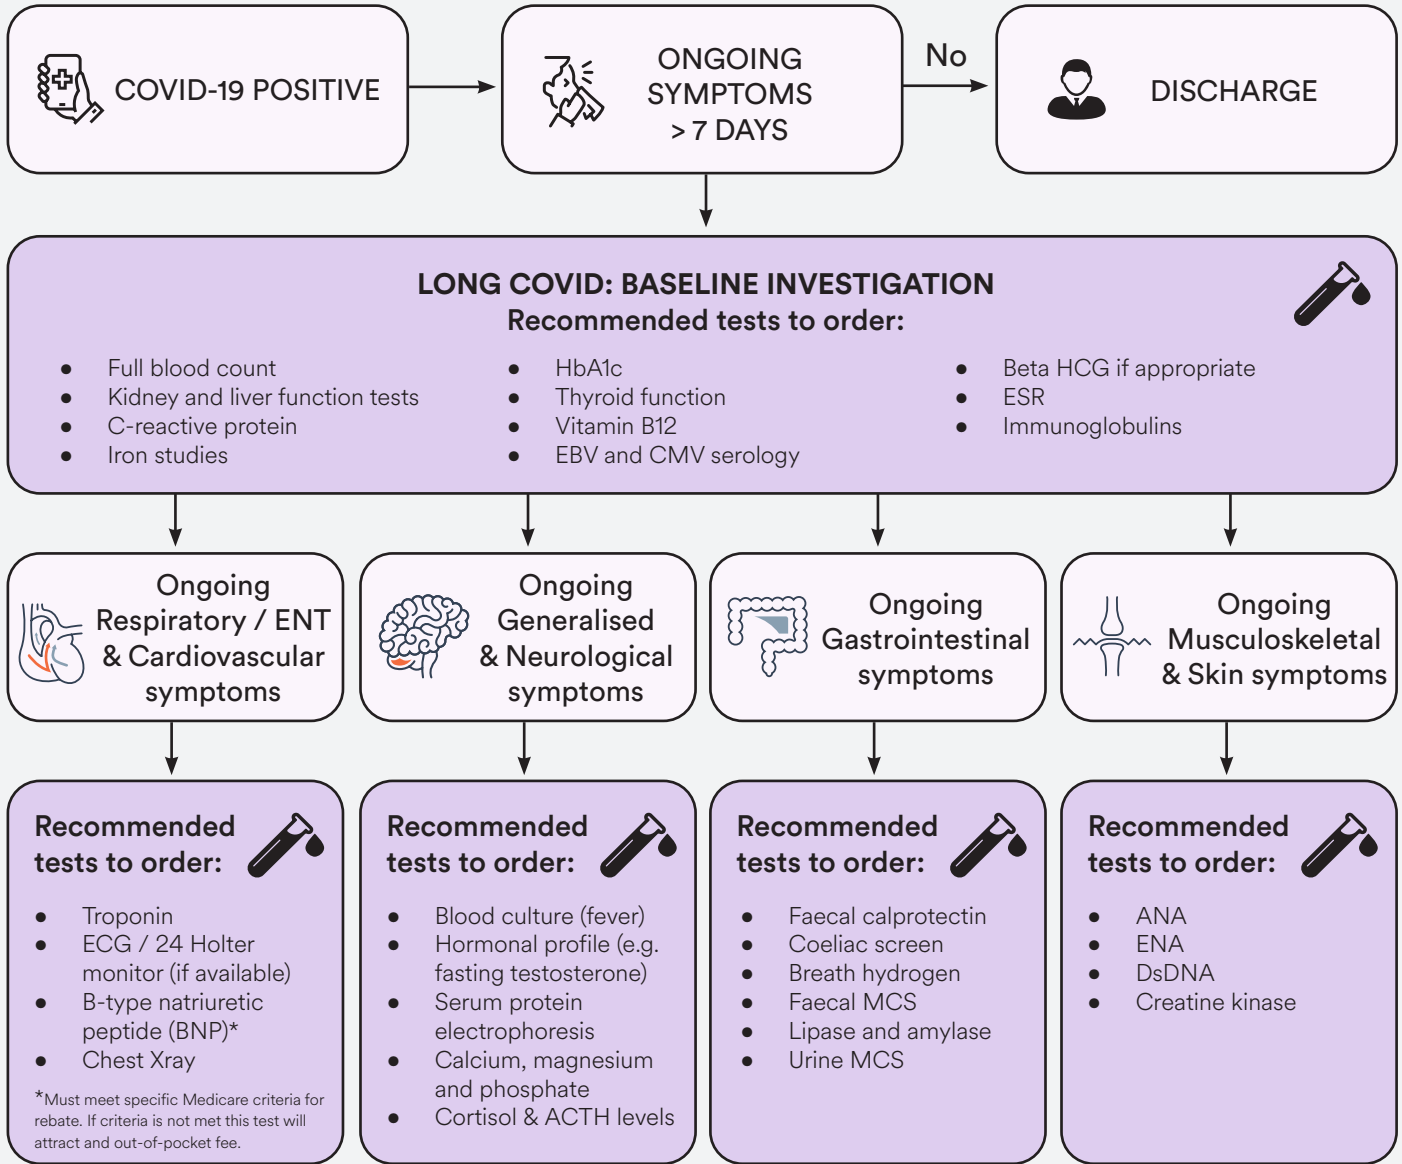 COVID-19 POSITIVE
ONGOING
SYMPTOMS
> 7 DAYS
No
DISCHARGE
LONG COVID: BASELINE INVESTIGATION
Recommended tests to order:
● Full blood count
● Kidney and liver function tests
● C-reactive protein
● Iron studies
● HbA1c
● Thyroid function
● Vitamin B12
● EBV and CMV serology
● Beta HCG if appropriate
● ESR
● Immunoglobulins
Ongoing
Respiratory / ENT
& Cardiovascular
symptoms
Ongoing
Generalised
& Neurological
symptoms
Ongoing
Gastrointestinal
symptoms
Ongoing
Musculoskeletal
& Skin symptoms
Recommended
tests to order:
● Troponin
● ECG / 24 Holter
monitor (if available)
● B-type natriuretic
peptide (BNP)*
● Chest Xray
*Must meet specific Medicare criteria for
rebate. If criteria is not met this test will
attract and out-of-pocket fee.
Recommended
tests to order:
● Blood culture (fever)
● Hormonal profile (e.g.
fasting testosterone)
● Serum protein
electrophoresis
● Calcium, magnesium
and phosphate
● Cortisol & ACTH levels
Recommended
tests to order:
● Faecal calprotectin
● Coeliac screen
● Breath hydrogen
● Faecal MCS
● Lipase and amylase
● Urine MCS
Recommended
tests to order:
● ANA
● ENA
● DsDNA
● Creatine kinase